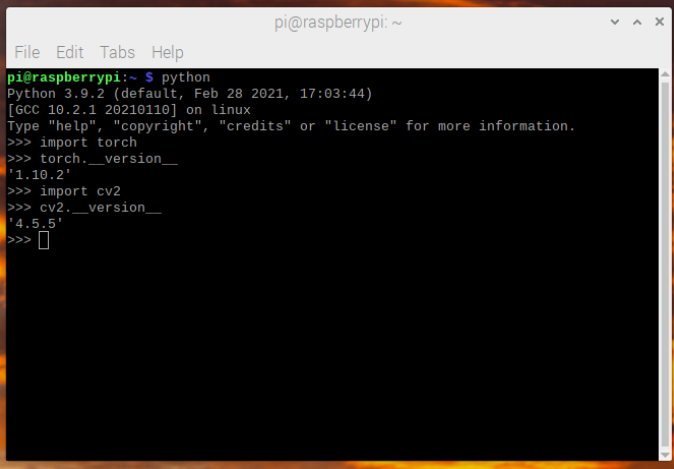 pi@raspberrypi: ~
File Edit Tabs Help
pi@raspberrypi:~ $ python
Python 3.9.2 (default, Feb 28 2021, 17:03:44)
[GCC 10.2.1 20210110] on linux
Type "help", "copyright", "credits" or "license" for more information.
>>> import torch
>>> torch.__version__
'1.10.2'
>>> import cv2
>>> cv2.__version__
'4.5.5'
>>>